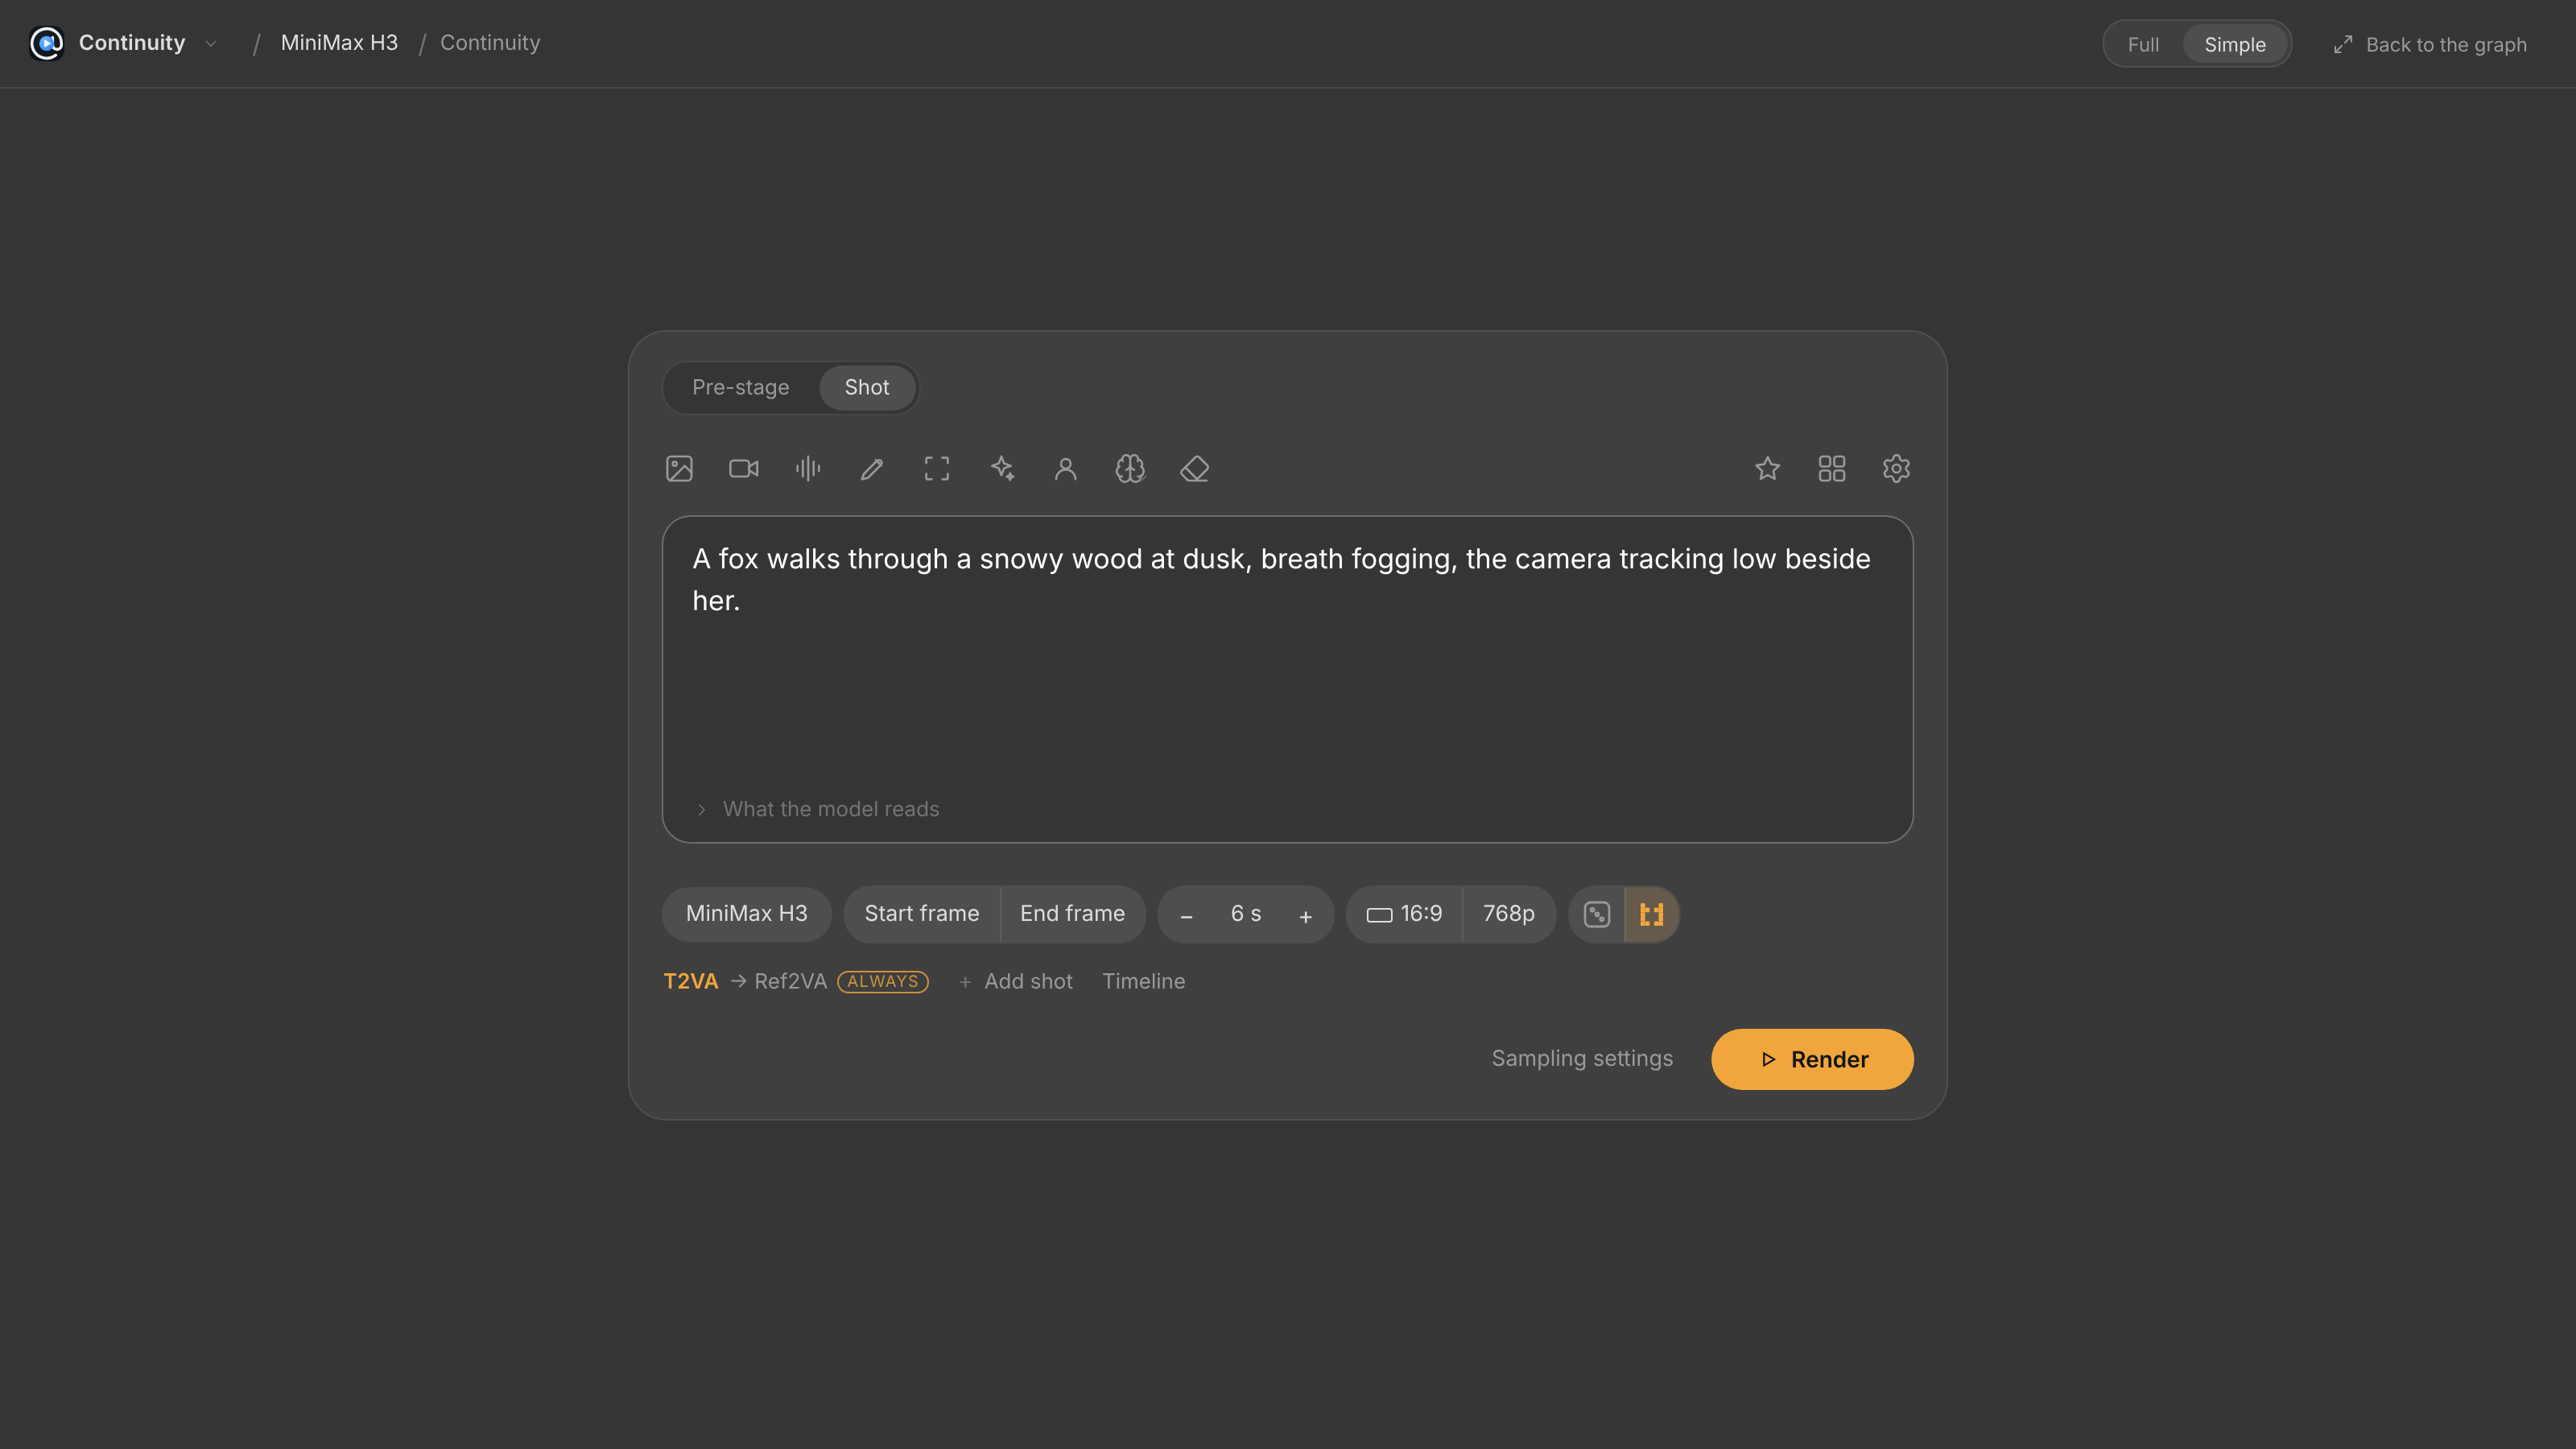 Continuity / MiniMax H3 / Continuity
Full Simple Back to the graph
Pre-stage Shot
A fox walks through a snowy wood at dusk, breath fogging, the camera tracking low beside
her.
What the model reads
MiniMax H3 Start frame End frame − 6 s + 16:9 768p
T2VA → Ref2VA ALWAYS + Add shot Timeline
Sampling settings Render